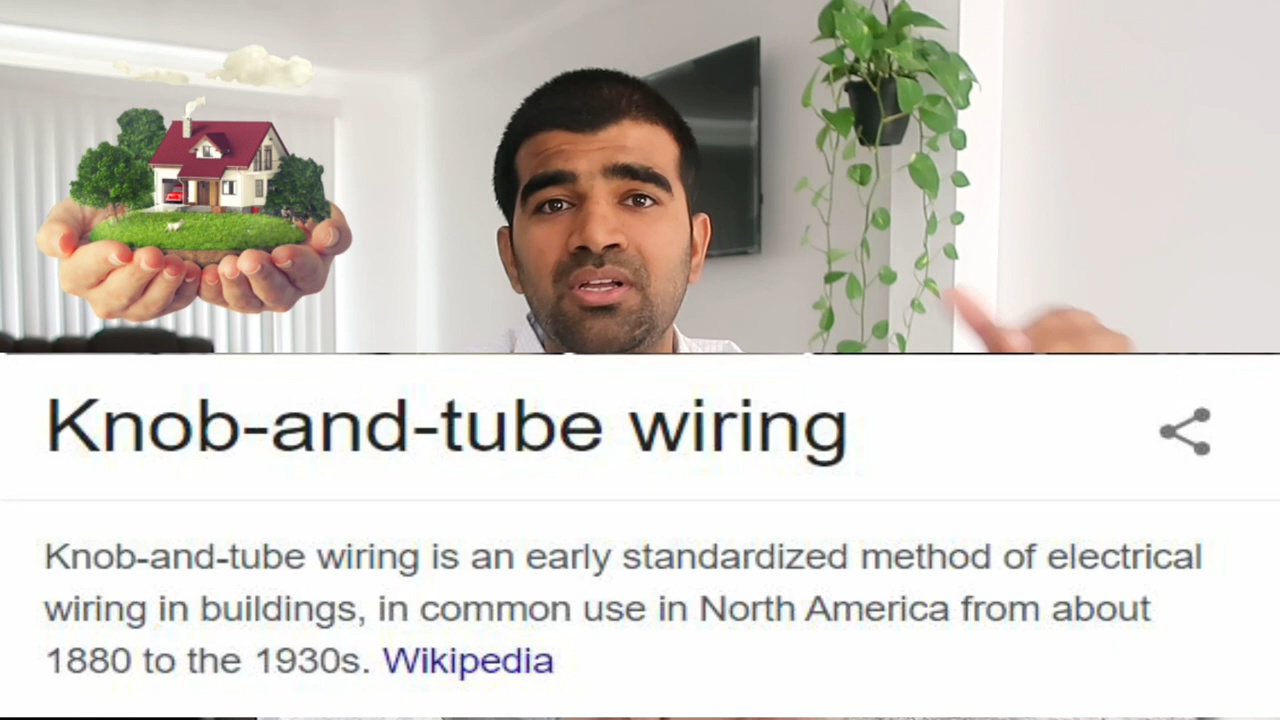 Knob-and-tube wiring
Knob-and-tube wiring is an early standardized method of electrical
wiring in buildings, in common use in North America from about
1880 to the 1930s. Wikipedia